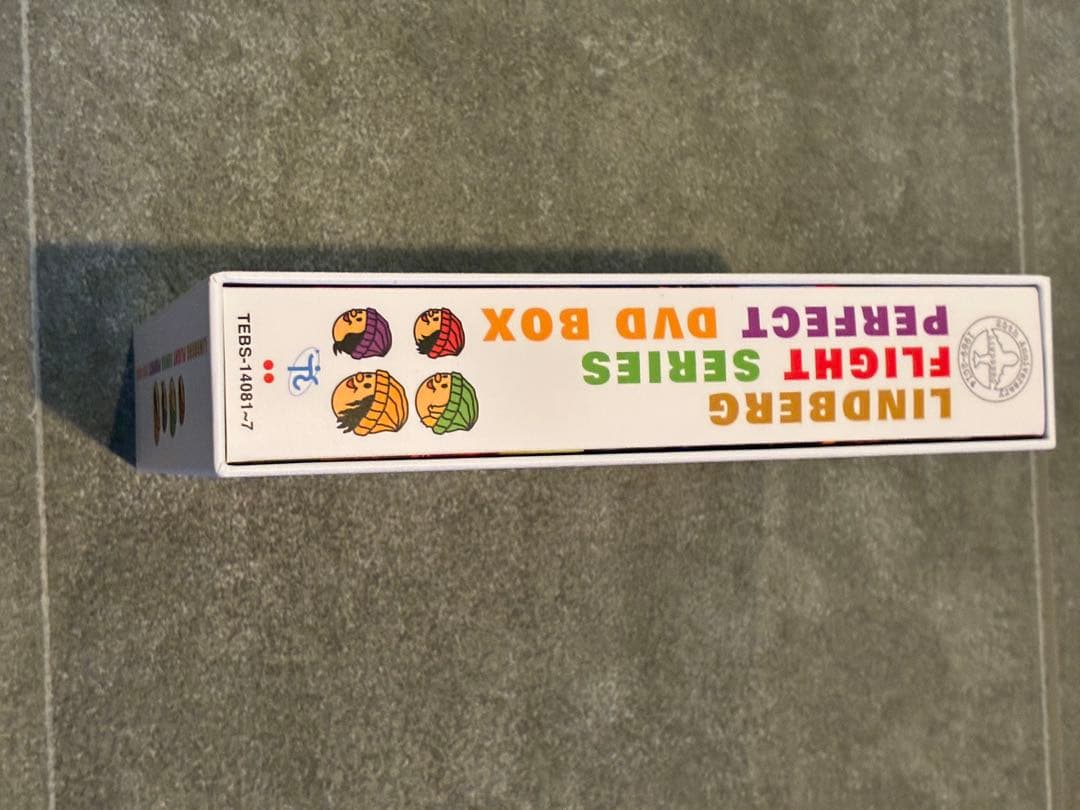 LINDBERG
FLIGHT SERIES
PERFECT DVD BOX
TEBS-14081~7